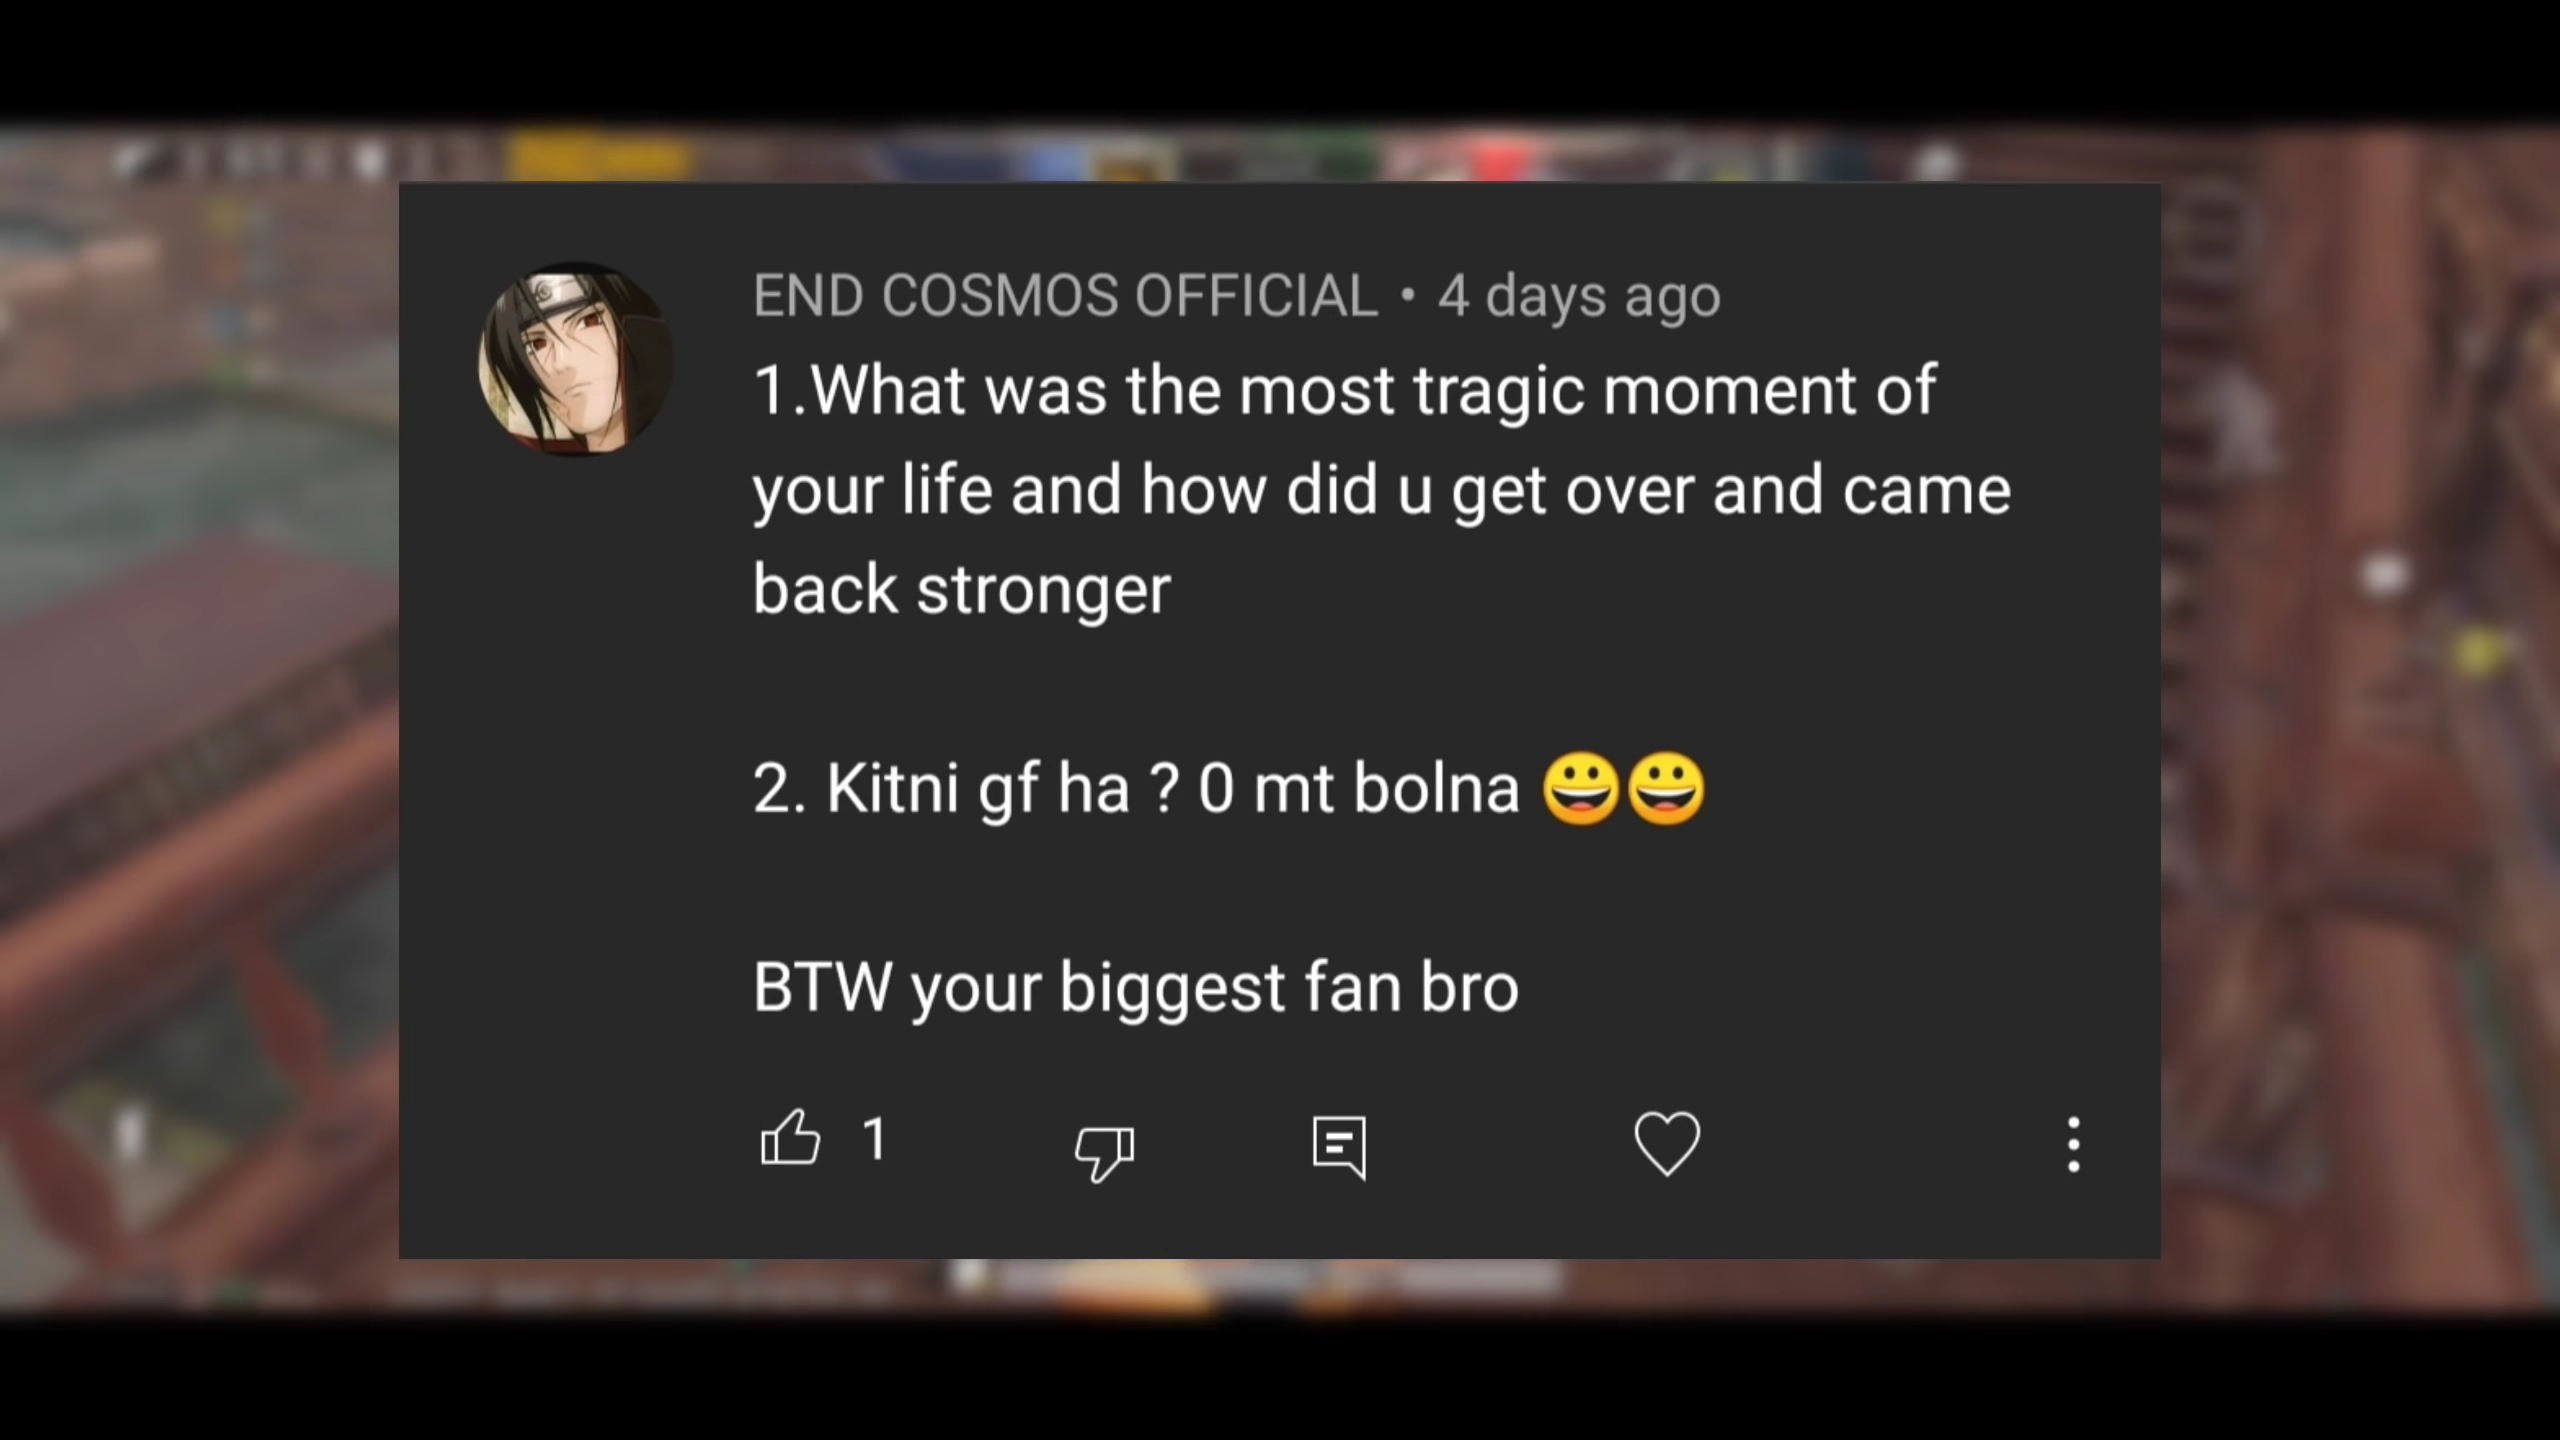 END COSMOS OFFICIAL • 4 days ago
1.What was the most tragic moment of
your life and how did u get over and came
back stronger
2. Kitni gf ha ? 0 mt bolna 😀😀
BTW your biggest fan bro
1